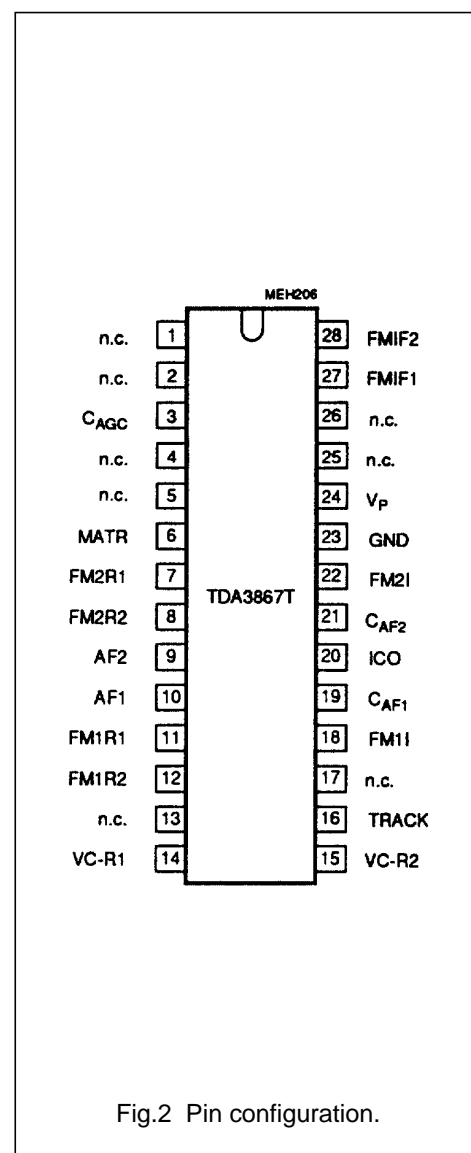 MEH206
n.c. 1 28 FMIF2
n.c. 2 27 FMIF1
CAGC 3 26 n.c.
n.c. 4 25 n.c.
n.c. 5 24 VP
MATR 6 23 GND
FM2R1 7 22 FM2I
TDA3867T
FM2R2 8 21 CAF2
AF2 9 20 ICO
AF1 10 19 CAF1
FM1R1 11 18 FM1I
FM1R2 12 17 n.c.
n.c. 13 16 TRACK
VC-R1 14 15 VC-R2
Fig.2 Pin configuration.